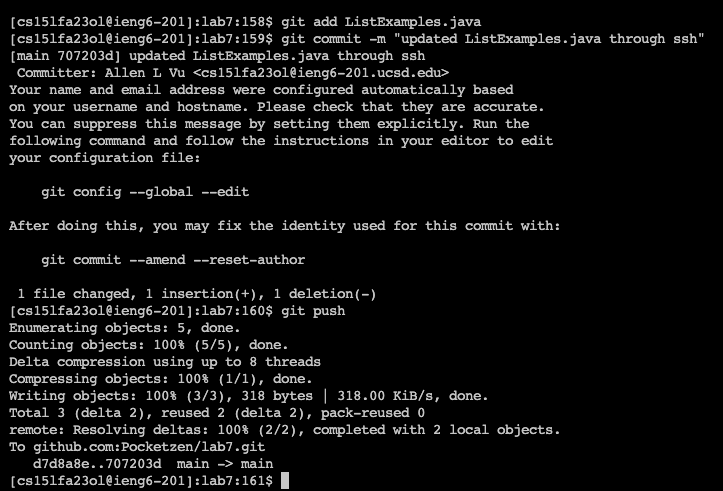 [cs15lfa23ol@ieng6-201]:lab7:158$ git add ListExamples.java
[cs15lfa23ol@ieng6-201]:lab7:159$ git commit -m "updated ListExamples.java through ssh"
[main 707203d] updated ListExamples.java through ssh
 Committer: Allen L Vu <cs15lfa23ol@ieng6-201.ucsd.edu>
Your name and email address were configured automatically based
on your username and hostname. Please check that they are accurate.
You can suppress this message by setting them explicitly. Run the
following command and follow the instructions in your editor to edit
your configuration file:

    git config --global --edit

After doing this, you may fix the identity used for this commit with:

    git commit --amend --reset-author

 1 file changed, 1 insertion(+), 1 deletion(-)
[cs15lfa23ol@ieng6-201]:lab7:160$ git push
Enumerating objects: 5, done.
Counting objects: 100% (5/5), done.
Delta compression using up to 8 threads
Compressing objects: 100% (1/1), done.
Writing objects: 100% (3/3), 318 bytes | 318.00 KiB/s, done.
Total 3 (delta 2), reused 2 (delta 2), pack-reused 0
remote: Resolving deltas: 100% (2/2), completed with 2 local objects.
To github.com:Pocketzen/lab7.git
   d7d8a8e..707203d  main -> main
[cs15lfa23ol@ieng6-201]:lab7:161$